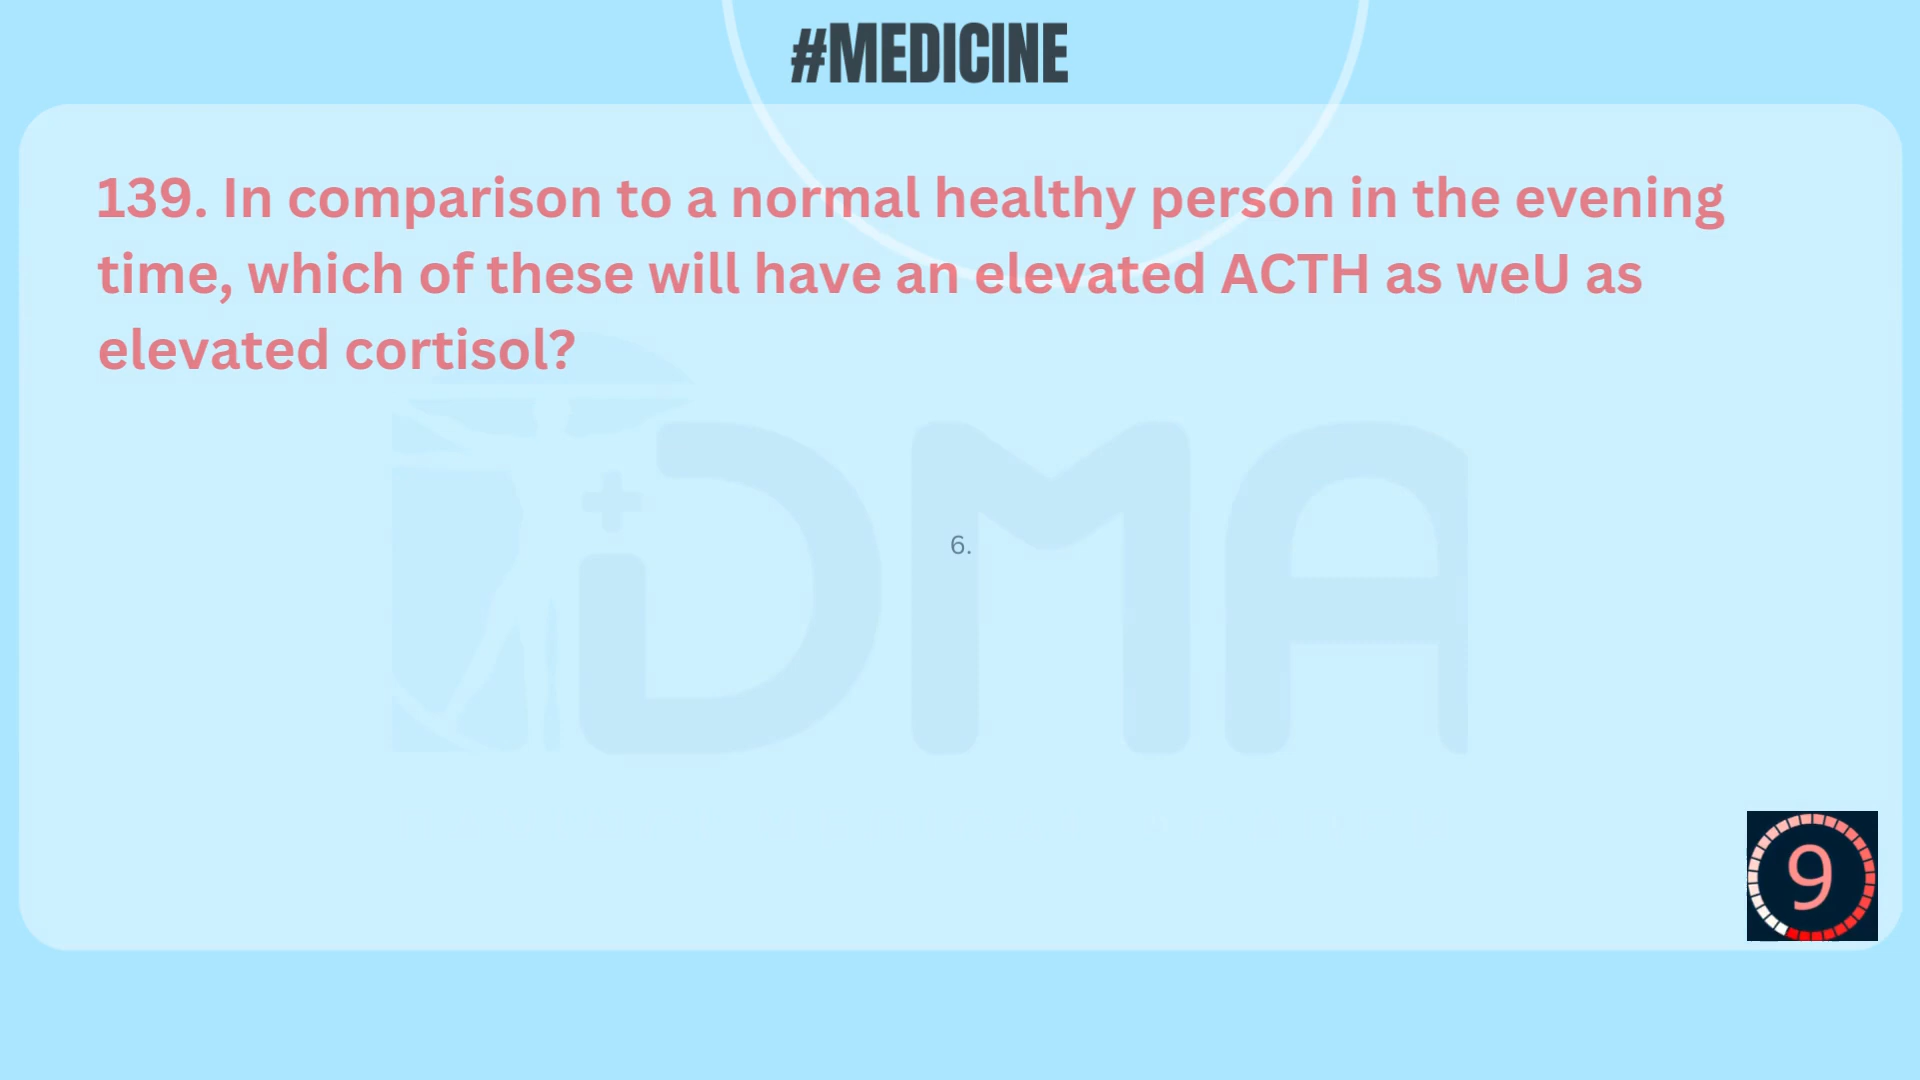 #MEDICINE
139. In comparison to a normal healthy person in the evening
time, which of these will have an elevated ACTH as weU as
elevated cortisol?
DMA
6.
9